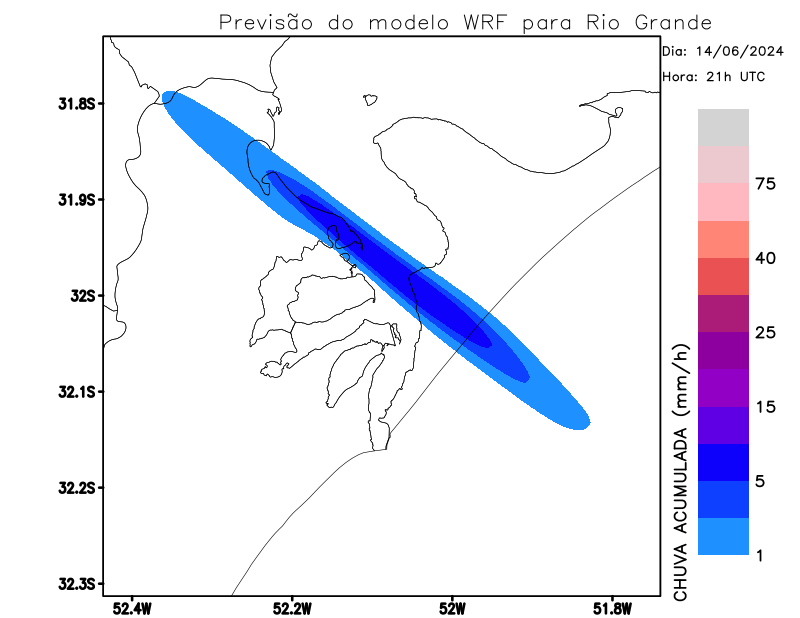 Previsão do modelo WRF para Rio Grande
Dia: 14/06/2024
Hora: 21h UTC
31.8S
31.9S
32S
32.1S
32.2S
32.3S
52.4W
52.2W
52W
51.8W
75
40
25
15
5
1
CHUVA ACUMULADA (mm/h)